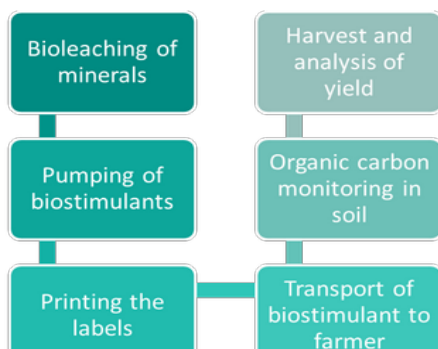 Bioleaching of
minerals
Pumping of
biostimulants
Printing the
labels
Transport of
biostimulant to
farmer
Organic carbon
monitoring in
soil
Harvest and
analysis of
yield